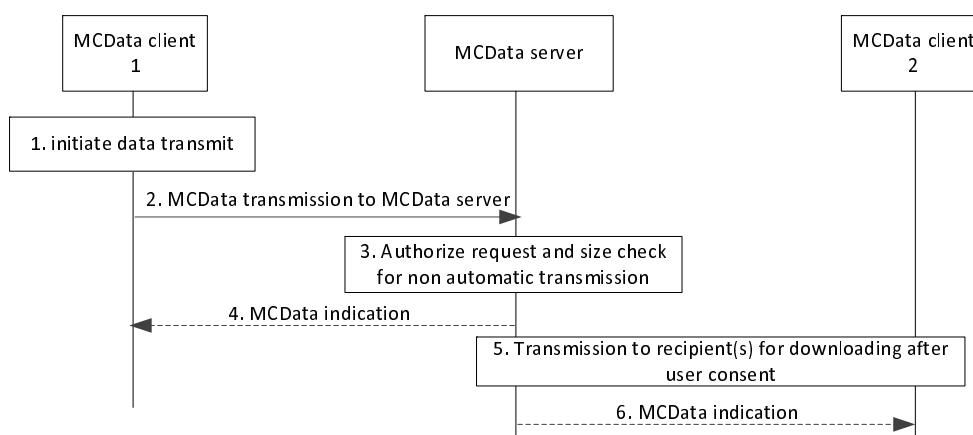 MCData client
1
MCData server
MCData client
2
1. initiate data transmit
2. MCData transmission to MCData server
3. Authorize request and size check
for non automatic transmission
4. MCData indication
5. Transmission to recipient(s) for downloading after
user consent
6. MCData indication